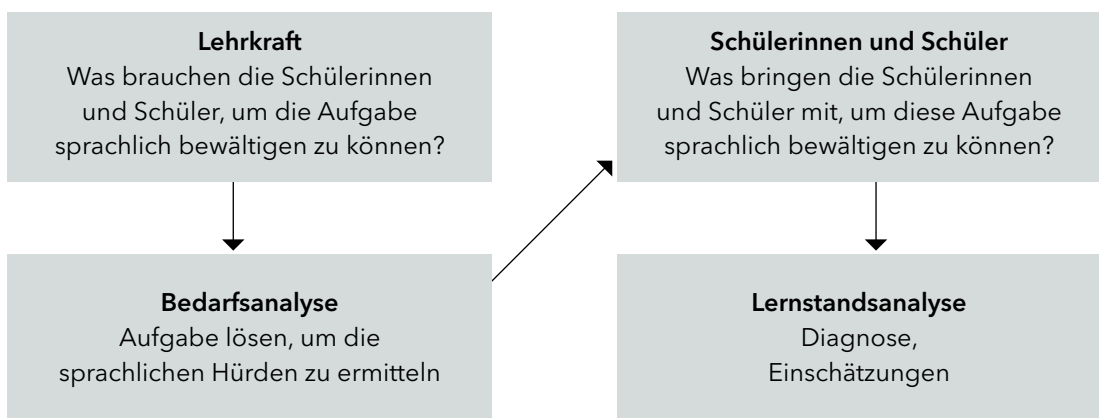 Lehrkraft
Was brauchen die Schülerinnen
und Schüler, um die Aufgabe
sprachlich bewältigen zu können?
Bedarfsanalyse
Aufgabe lösen, um die
sprachlichen Hürden zu ermitteln
Schülerinnen und Schüler
Was bringen die Schülerinnen
und Schüler mit, um diese Aufgabe
sprachlich bewältigen zu können?
Lernstandsanalyse
Diagnose,
Einschätzungen